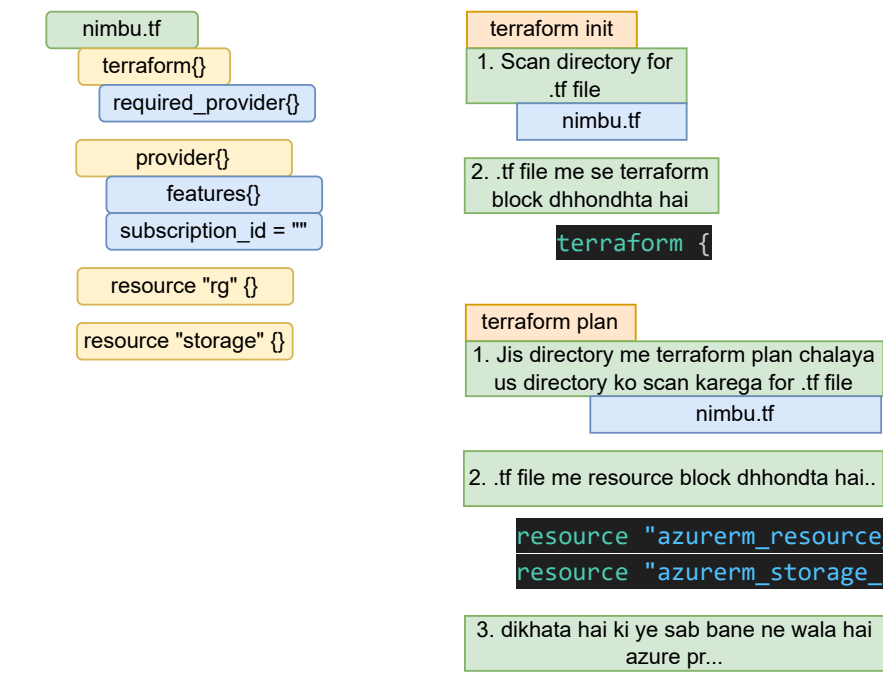 nimbu.tf
terraform{}
required_provider{}
provider{}
features{}
subscription_id = ""
resource "rg" {}
resource "storage" {}
terraform init
1. Scan directory for
.tf file
nimbu.tf
2. .tf file me se terraform
block dhhondhta hai
terraform {
terraform plan
1. Jis directory me terraform plan chalaya
us directory ko scan karega for .tf file
nimbu.tf
2. .tf file me resource block dhhondta hai..
resource "azurerm_resource_
resource "azurerm_storage_
3. dikhata hai ki ye sab bane ne wala hai
azure pr...